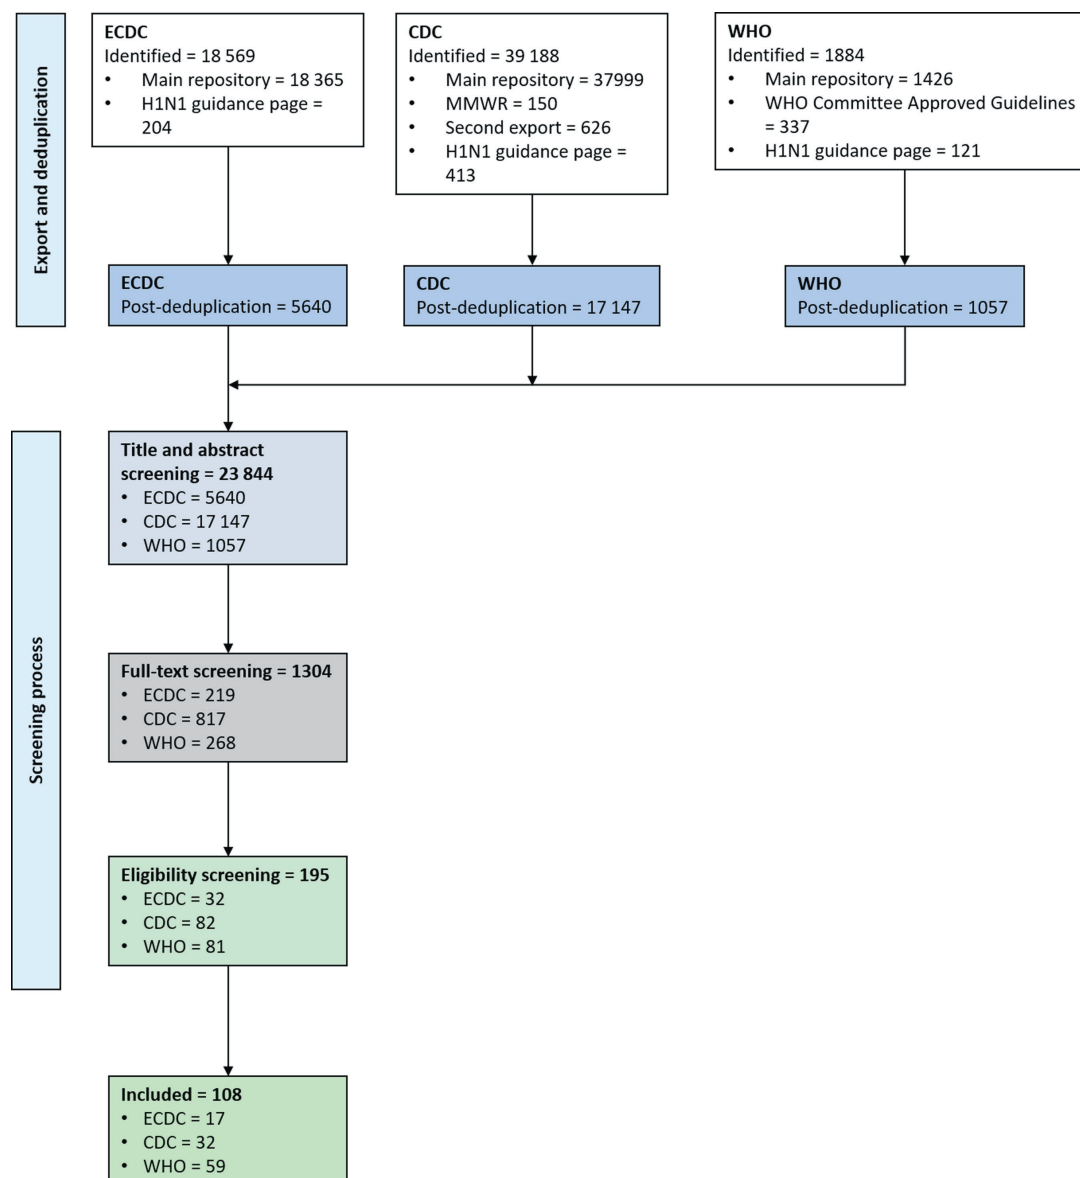 Export and deduplication
ECDC
Identified = 18 569
• Main repository = 18 365
• H1N1 guidance page =
204
CDC
Identified = 39 188
• Main repository = 37999
• MMWR = 150
• Second export = 626
• H1N1 guidance page =
413
WHO
Identified = 1884
• Main repository = 1426
• WHO Committee Approved Guidelines
= 337
• H1N1 guidance page = 121
ECDC
Post-deduplication = 5640
CDC
Post-deduplication = 17 147
WHO
Post-deduplication = 1057
Screening process
Title and abstract
screening = 23 844
• ECDC = 5640
• CDC = 17 147
• WHO = 1057
Full-text screening = 1304
• ECDC = 219
• CDC = 817
• WHO = 268
Eligibility screening = 195
• ECDC = 32
• CDC = 82
• WHO = 81
Included = 108
• ECDC = 17
• CDC = 32
• WHO = 59